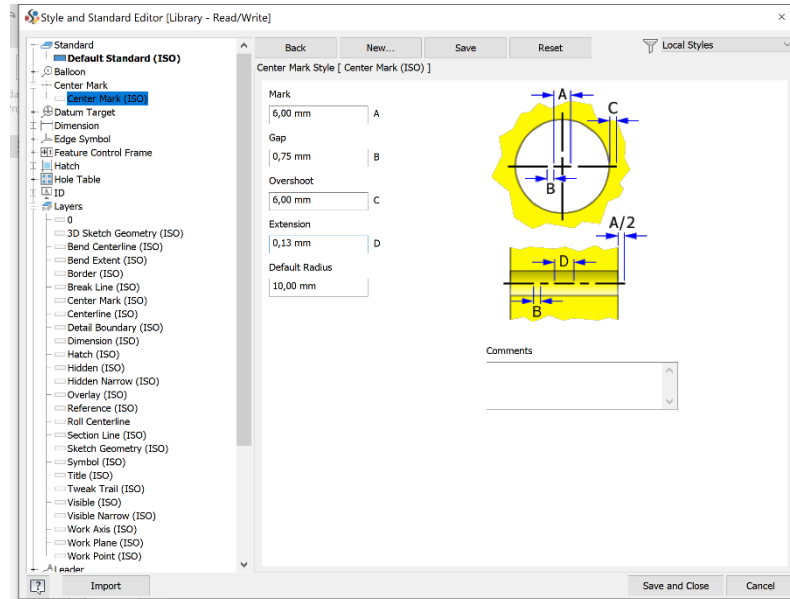 Style and Standard Editor [Library - Read/Write]
Back New... Save Reset Local Styles
Standard
Default Standard (ISO)
Balloon
Center Mark
Center Mark (ISO)
Datum Target
Dimension
Edge Symbol
Feature Control Frame
Hatch
Hole Table
ID
Layers
0
3D Sketch Geometry (ISO)
Bend Centerline (ISO)
Bend Extent (ISO)
Border (ISO)
Break Line (ISO)
Center Mark (ISO)
Centerline (ISO)
Detail Boundary (ISO)
Dimension (ISO)
Hatch (ISO)
Hidden (ISO)
Hidden Narrow (ISO)
Overlay (ISO)
Reference (ISO)
Roll Centerline
Section Line (ISO)
Sketch Geometry (ISO)
Symbol (ISO)
Title (ISO)
Tweak Trail (ISO)
Visible (ISO)
Visible Narrow (ISO)
Work Axis (ISO)
Work Plane (ISO)
Work Point (ISO)
Leader
Center Mark Style [ Center Mark (ISO) ]
Mark
6,00 mm A
Gap
0,75 mm B
Overshoot
6,00 mm C
Extension
0,13 mm D
Default Radius
10,00 mm
A
C
B
A/2
D
B
Comments
? Import Save and Close Cancel